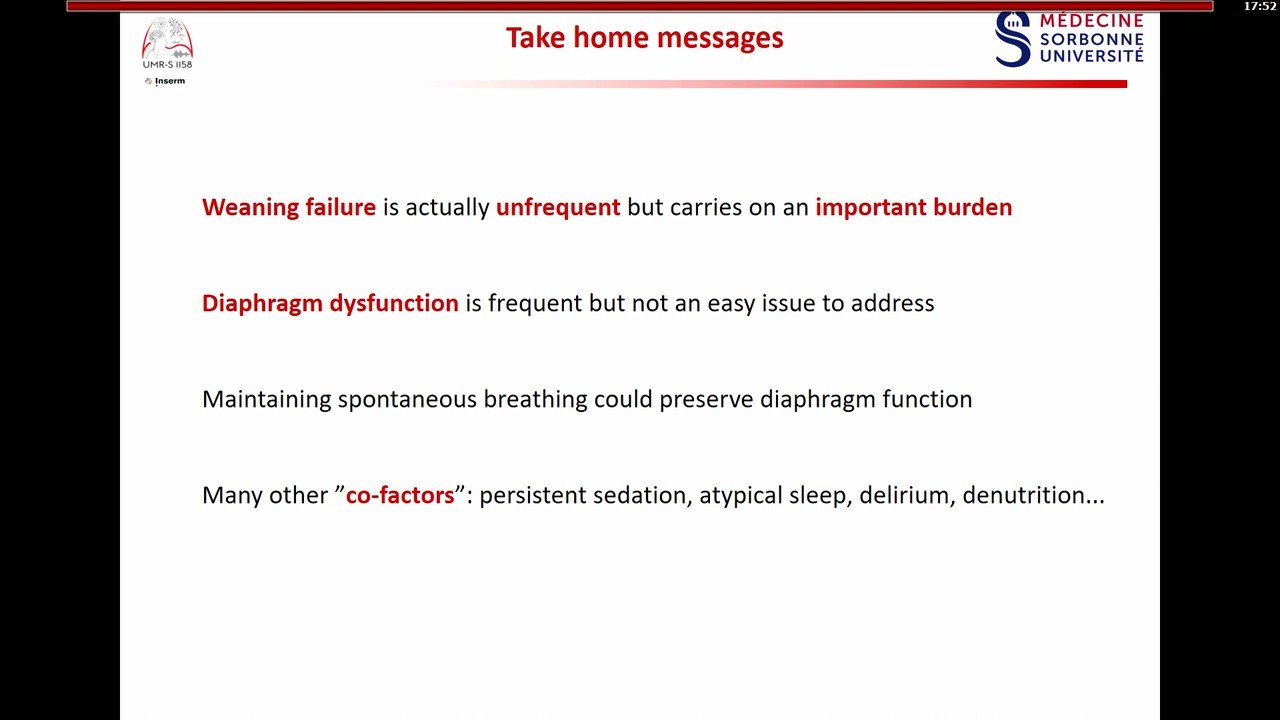 17:52
Take home messages
UMR-S 1158
Inserm
MÉDECINE
SORBONNE
UNIVERSITÉ
Weaning failure is actually unfrequent but carries on an important burden
Diaphragm dysfunction is frequent but not an easy issue to address
Maintaining spontaneous breathing could preserve diaphragm function
Many other ”co-factors”: persistent sedation, atypical sleep, delirium, denutrition...